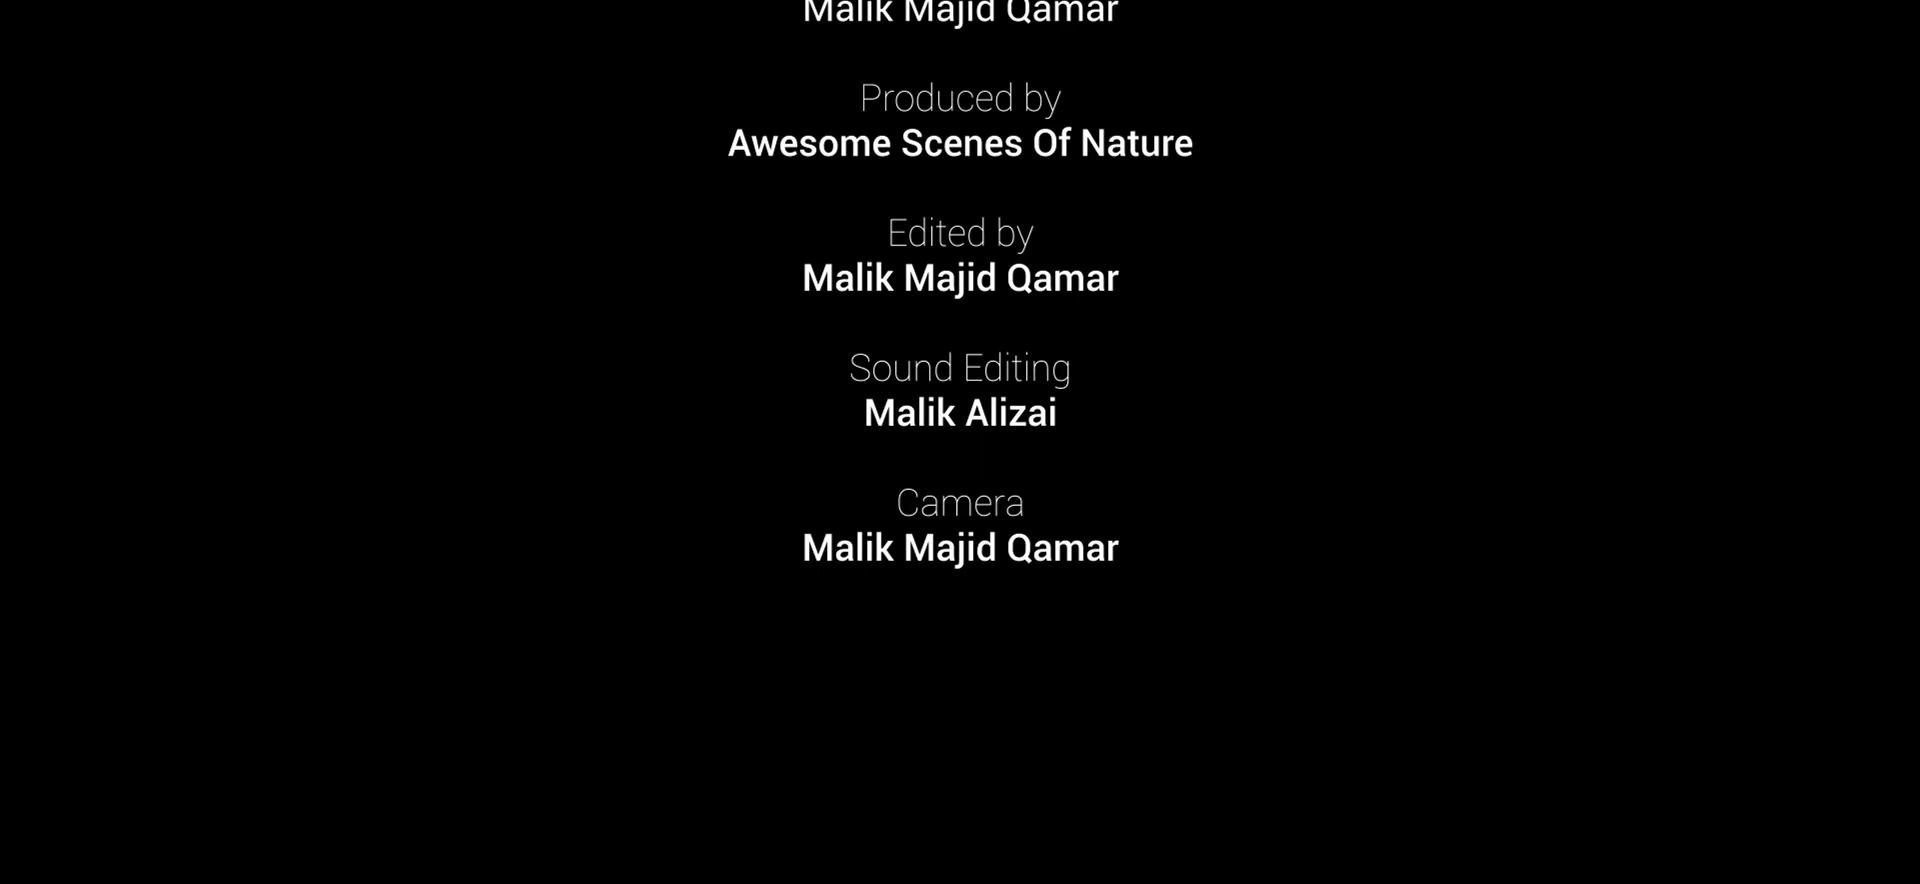 Malik Majid Qamar
Produced by
Awesome Scenes Of Nature
Edited by
Malik Majid Qamar
Sound Editing
Malik Alizai
Camera
Malik Majid Qamar